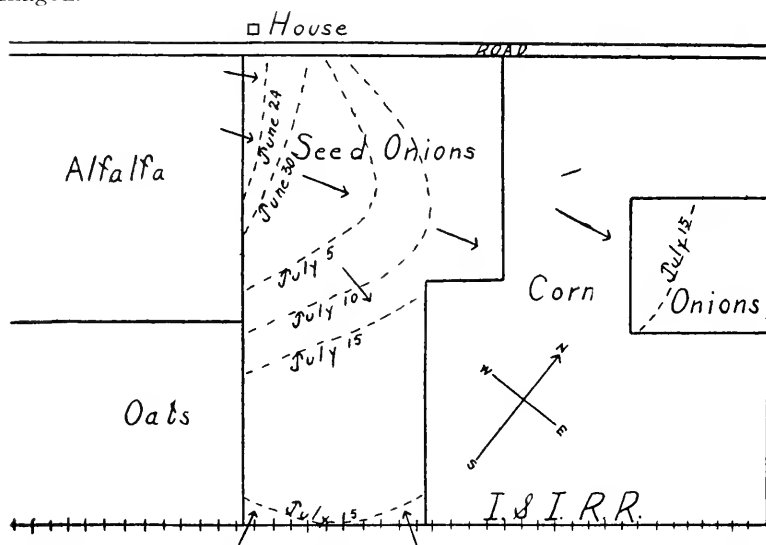 House
ROAD
June 24
Seed Onions
Alfalfa
June 30
July 15
July 5
Corn
Onions
July 10
July 15
N
W
Oats
E
S
July 15
I. & I. R. R.